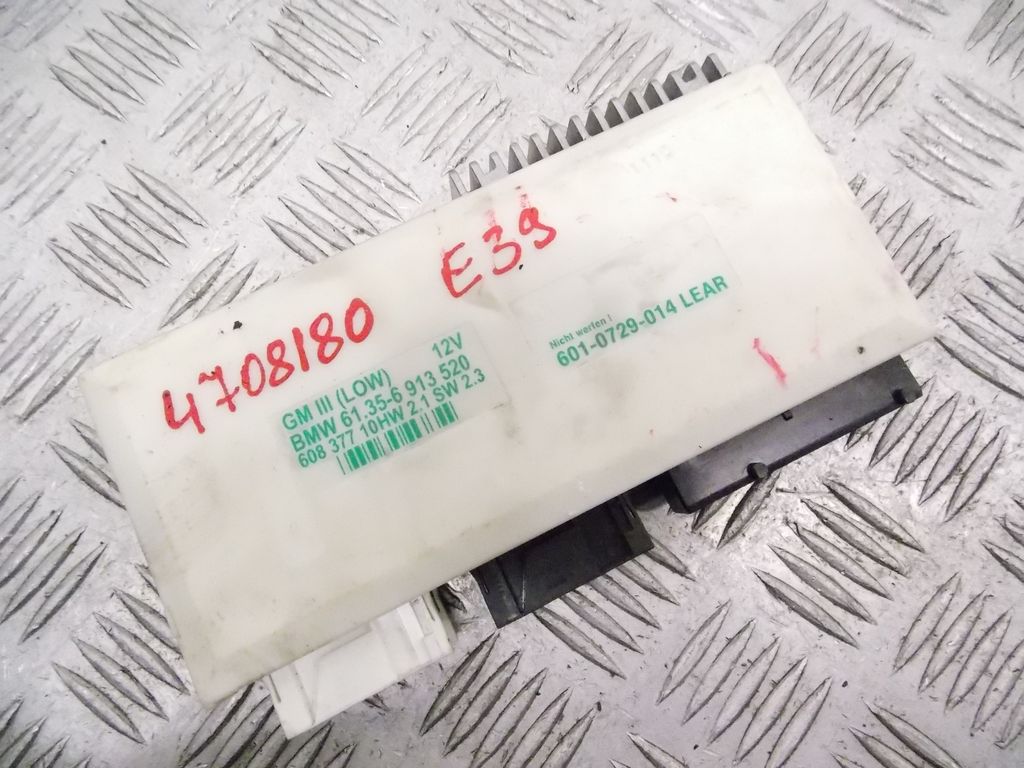 E39
4708180
12V
GM III (LOW)
BMW 61.35-6 913 520
608 377 10HW 2.1 SW 2.3
Nicht werfen !
601-0729-014 LEAR